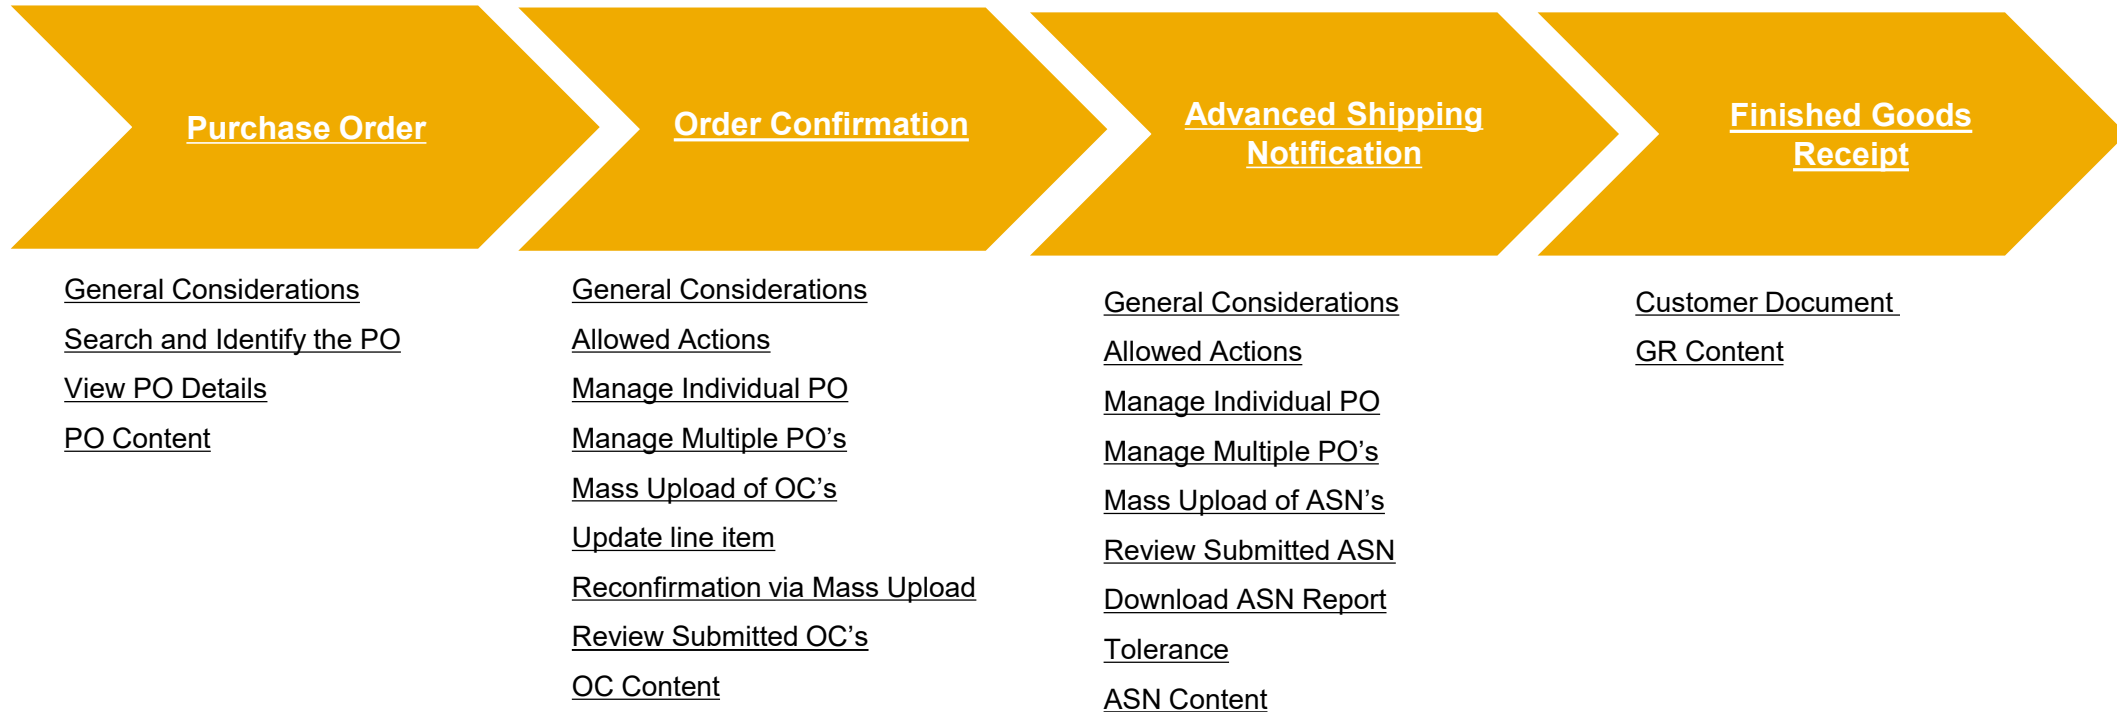 Purchase Order
General Considerations
Search and Identify the PO
View PO Details
PO Content
Order Confirmation
General Considerations
Allowed Actions
Manage Individual PO
Manage Multiple PO’s
Mass Upload of OC’s
Update line item
Reconfirmation via Mass Upload
Review Submitted OC’s
OC Content
Advanced Shipping
Notification
General Considerations
Allowed Actions
Manage Individual PO
Manage Multiple PO’s
Mass Upload of ASN’s
Review Submitted ASN
Download ASN Report
Tolerance
ASN Content
Finished Goods
Receipt
Customer Document
GR Content